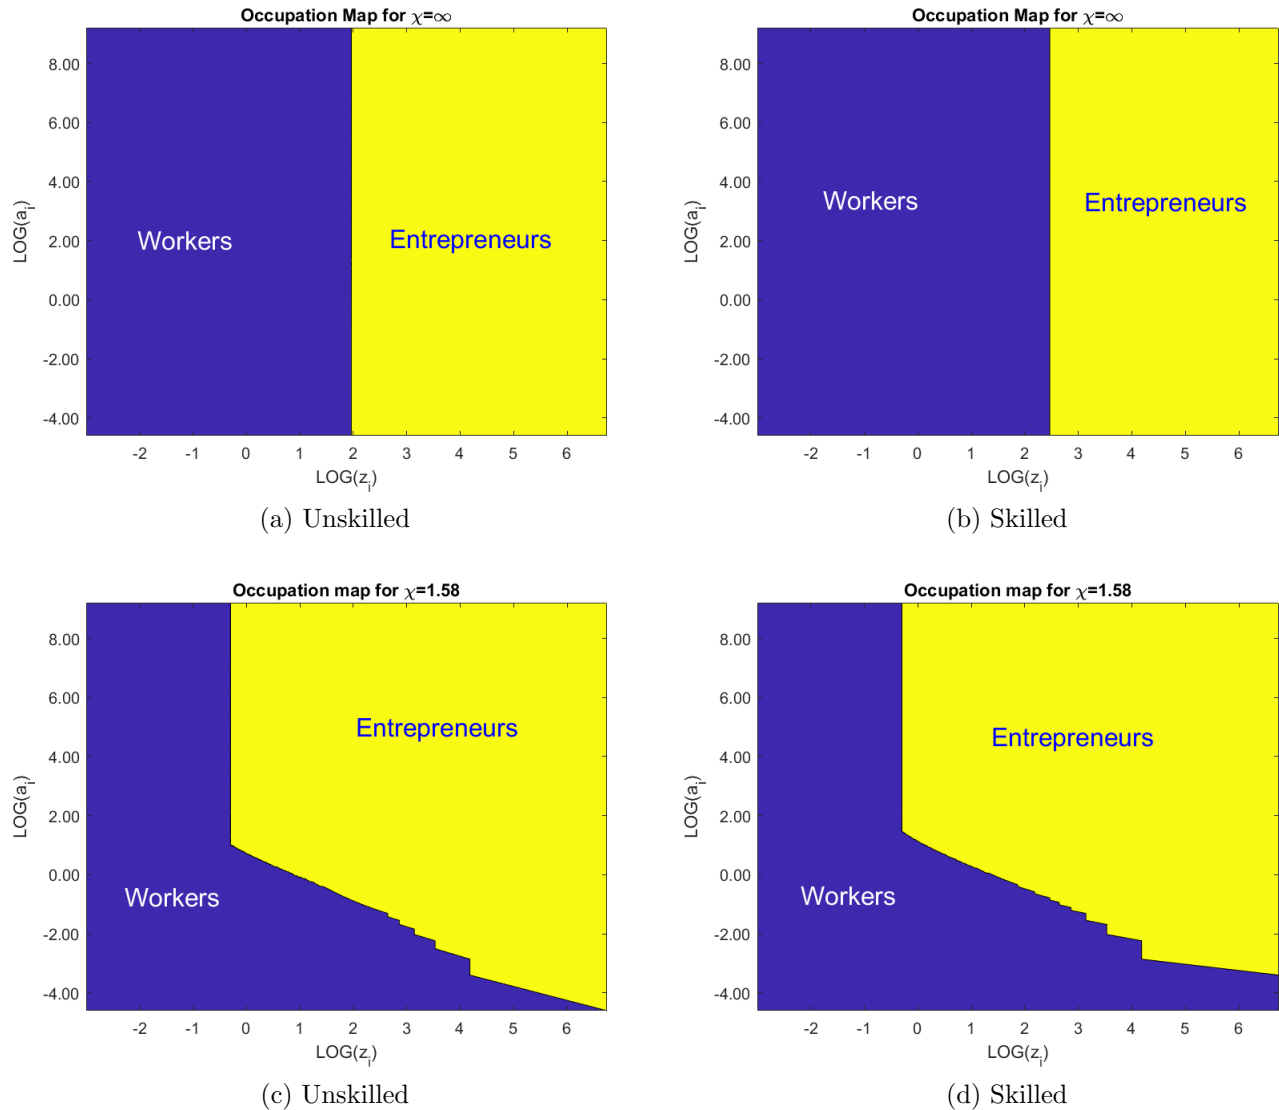 Occupation Map for χ=∞
8.00
6.00
4.00
2.00
0.00
-2.00
-4.00
LOG(a_i)
Workers
Entrepreneurs
-2 -1 0 1 2 3 4 5 6
LOG(z_i)
(a) Unskilled
Occupation Map for χ=∞
8.00
6.00
4.00
2.00
0.00
-2.00
-4.00
LOG(a_i)
Workers
Entrepreneurs
-2 -1 0 1 2 3 4 5 6
LOG(z_i)
(b) Skilled
Occupation map for χ=1.58
8.00
6.00
4.00
2.00
0.00
-2.00
-4.00
LOG(a_i)
Entrepreneurs
Workers
-2 -1 0 1 2 3 4 5 6
LOG(z_i)
(c) Unskilled
Occupation map for χ=1.58
8.00
6.00
4.00
2.00
0.00
-2.00
-4.00
LOG(a_i)
Entrepreneurs
Workers
-2 -1 0 1 2 3 4 5 6
LOG(z_i)
(d) Skilled